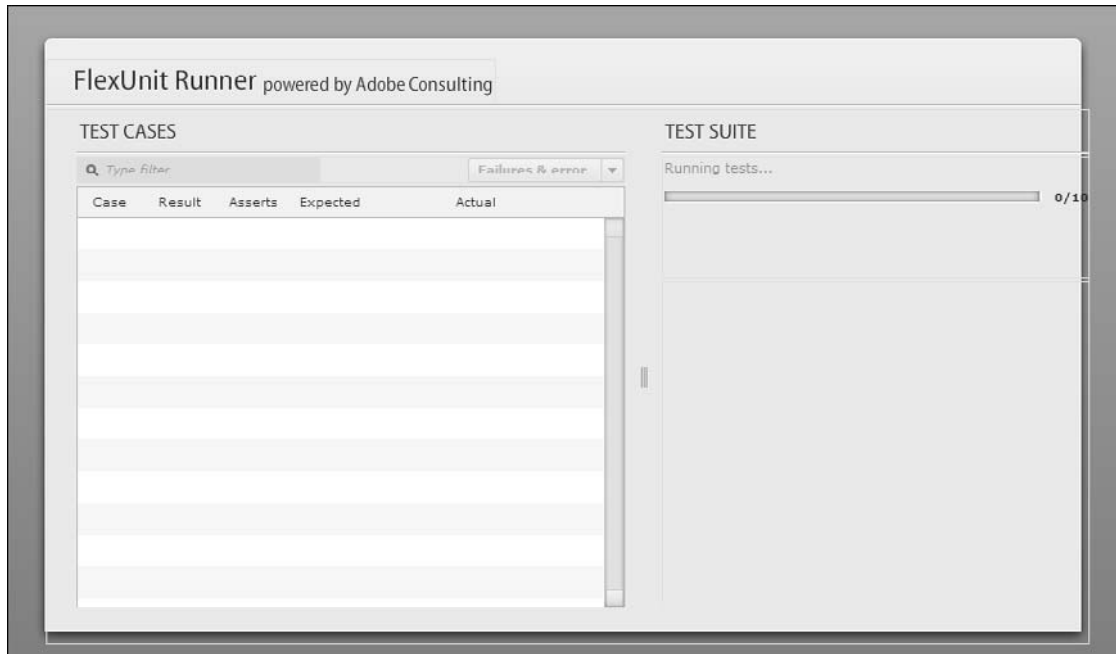 FlexUnit Runner powered by Adobe Consulting
TEST CASES
Type filter
Failures & error
Case Result Asserts Expected Actual
TEST SUITE
Running tests...
0/10